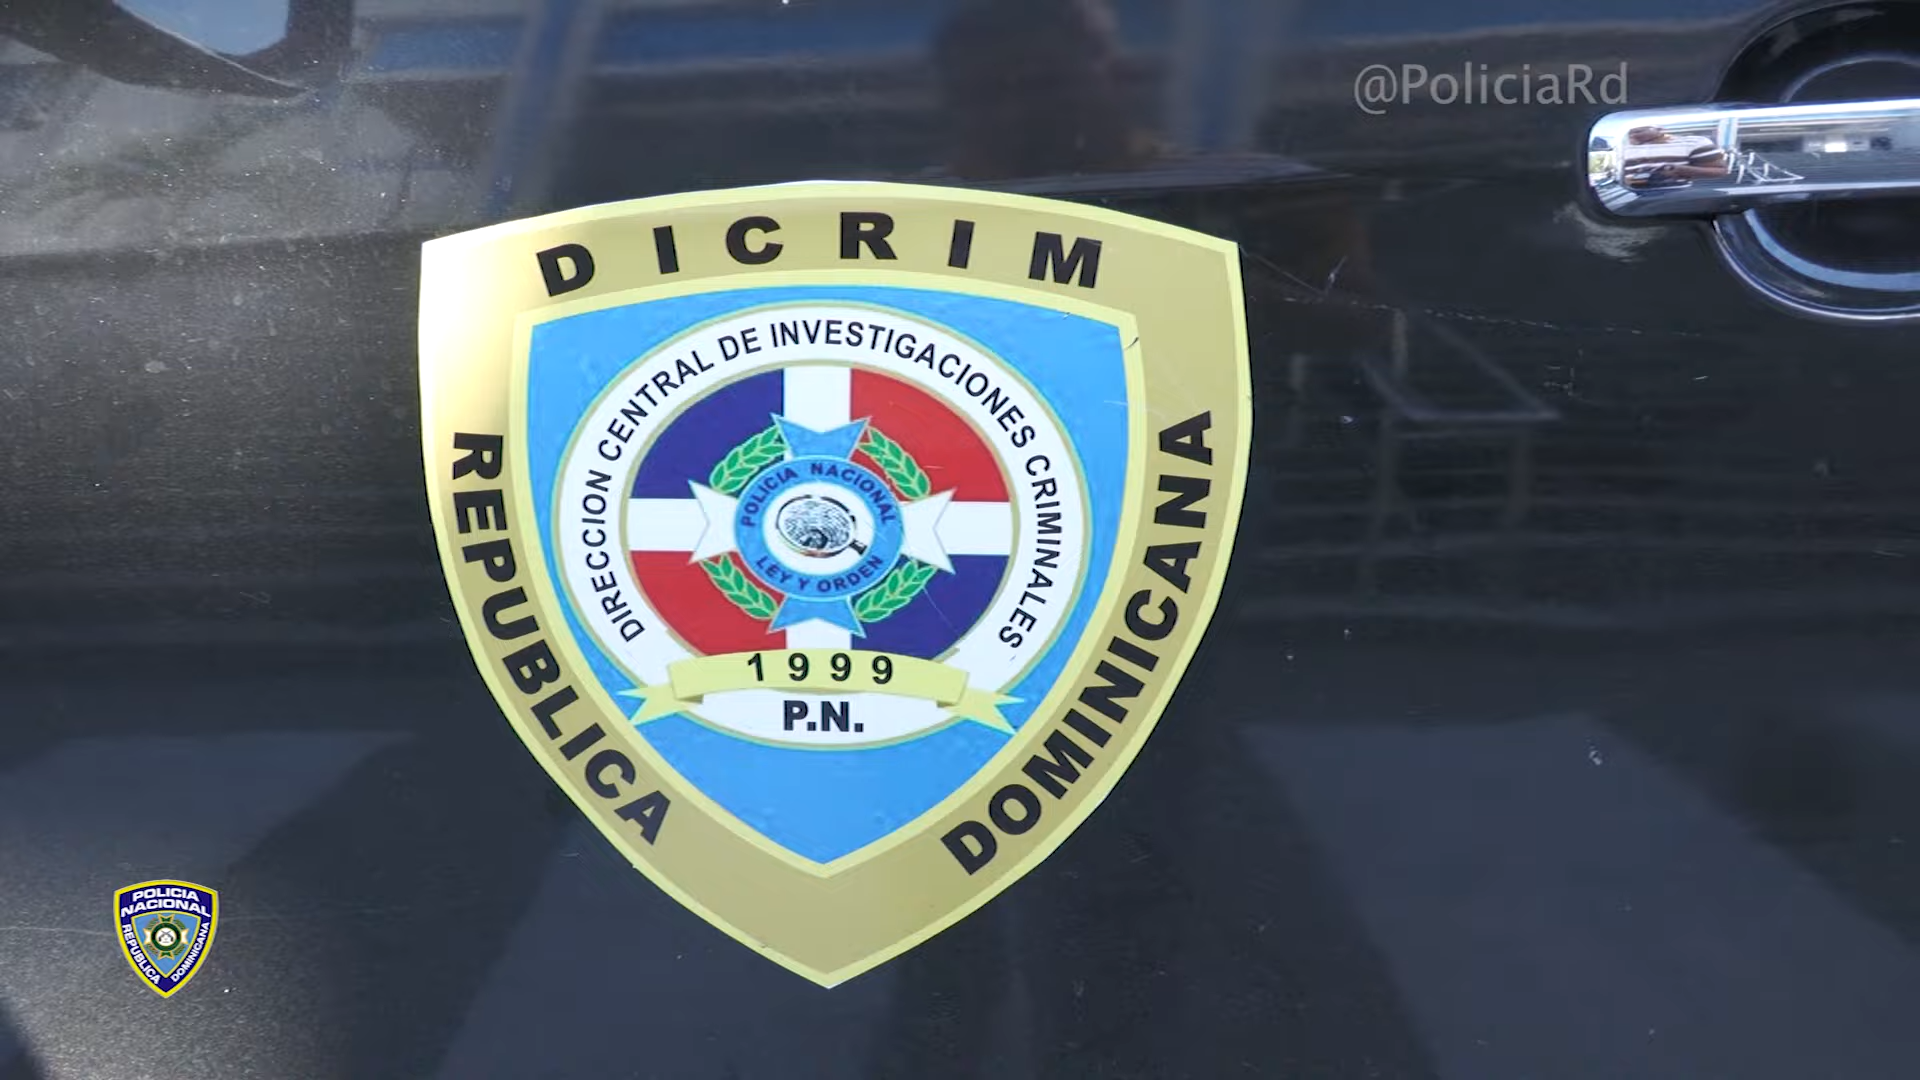 @PoliciaRd
DICRIM
REPUBLICA
DOMINICANA
DIRECCION CENTRAL DE INVESTIGACIONES CRIMINALES
POLICIA NACIONAL
LEY Y ORDEN
1999
P.N.
POLICIA
NACIONAL
REPUBLICA
DOMINICANA